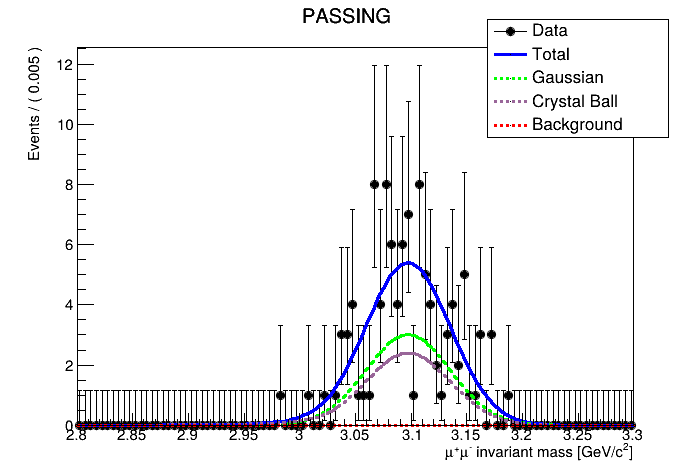 PASSING
Data
Total
Gaussian
Crystal Ball
Background
Events / ( 0.005 )
12
10
8
6
4
2
0
2.8 2.85 2.9 2.95 3 3.05 3.1 3.15 3.2 3.25 3.3
μ⁺μ⁻ invariant mass [GeV/c²]